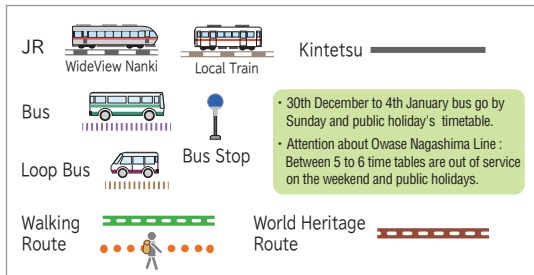 JR
WideView Nanki
Local Train
Kintetsu
Bus
Bus Stop
Loop Bus
・30th December to 4th January bus go by
Sunday and public holiday's timetable.
・Attention about Owase Nagashima Line :
Between 5 to 6 time tables are out of service
on the weekend and public holidays.
Walking
Route
World Heritage
Route